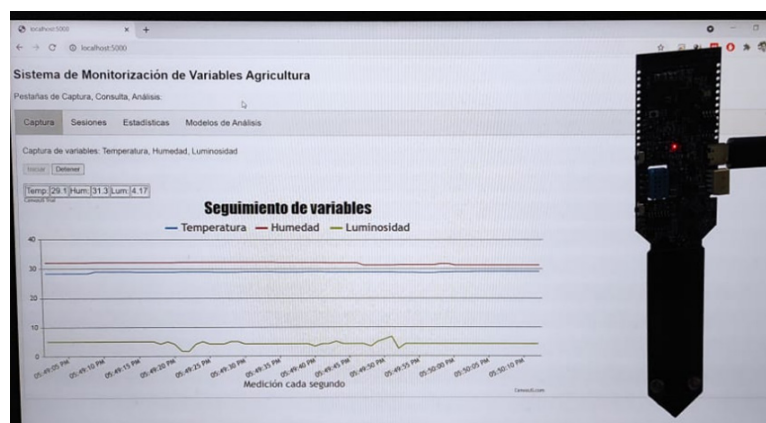 localhost:5000
localhost:5000
Sistema de Monitorización de Variables Agricultura
Pestañas de Captura, Consulta, Análisis:
Captura Sesiones Estadísticas Modelos de Análisis
Captura de variables: Temperatura, Humedad, Luminosidad
Iniciar Detener
Temp: 29.1 Hum: 31.3 Lum: 4.17
CanvasJS Trial
Seguimiento de variables
Temperatura Humedad Luminosidad
40
30
20
10
0
05:49:05 PM 05:49:10 PM 05:49:15 PM 05:49:20 PM 05:49:25 PM 05:49:30 PM 05:49:35 PM 05:49:40 PM 05:49:45 PM 05:49:50 PM 05:49:55 PM 05:50:00 PM 05:50:05 PM 05:50:10 PM
Medición cada segundo
CanvasJS.com